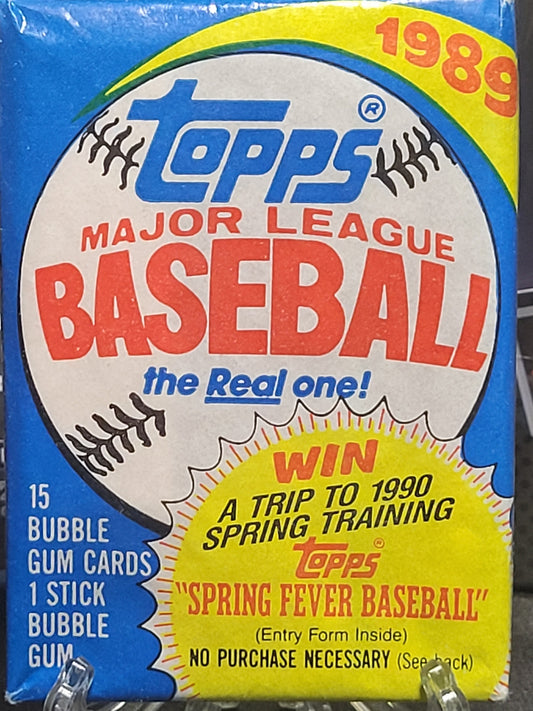 1989
Topps®
MAJOR LEAGUE
BASEBALL
the Real one!
WIN
A TRIP TO 1990
SPRING TRAINING
Topps®
"SPRING FEVER BASEBALL"
(Entry Form Inside)
NO PURCHASE NECESSARY (See back)
15
BUBBLE
GUM CARDS
1 STICK
BUBBLE
GUM